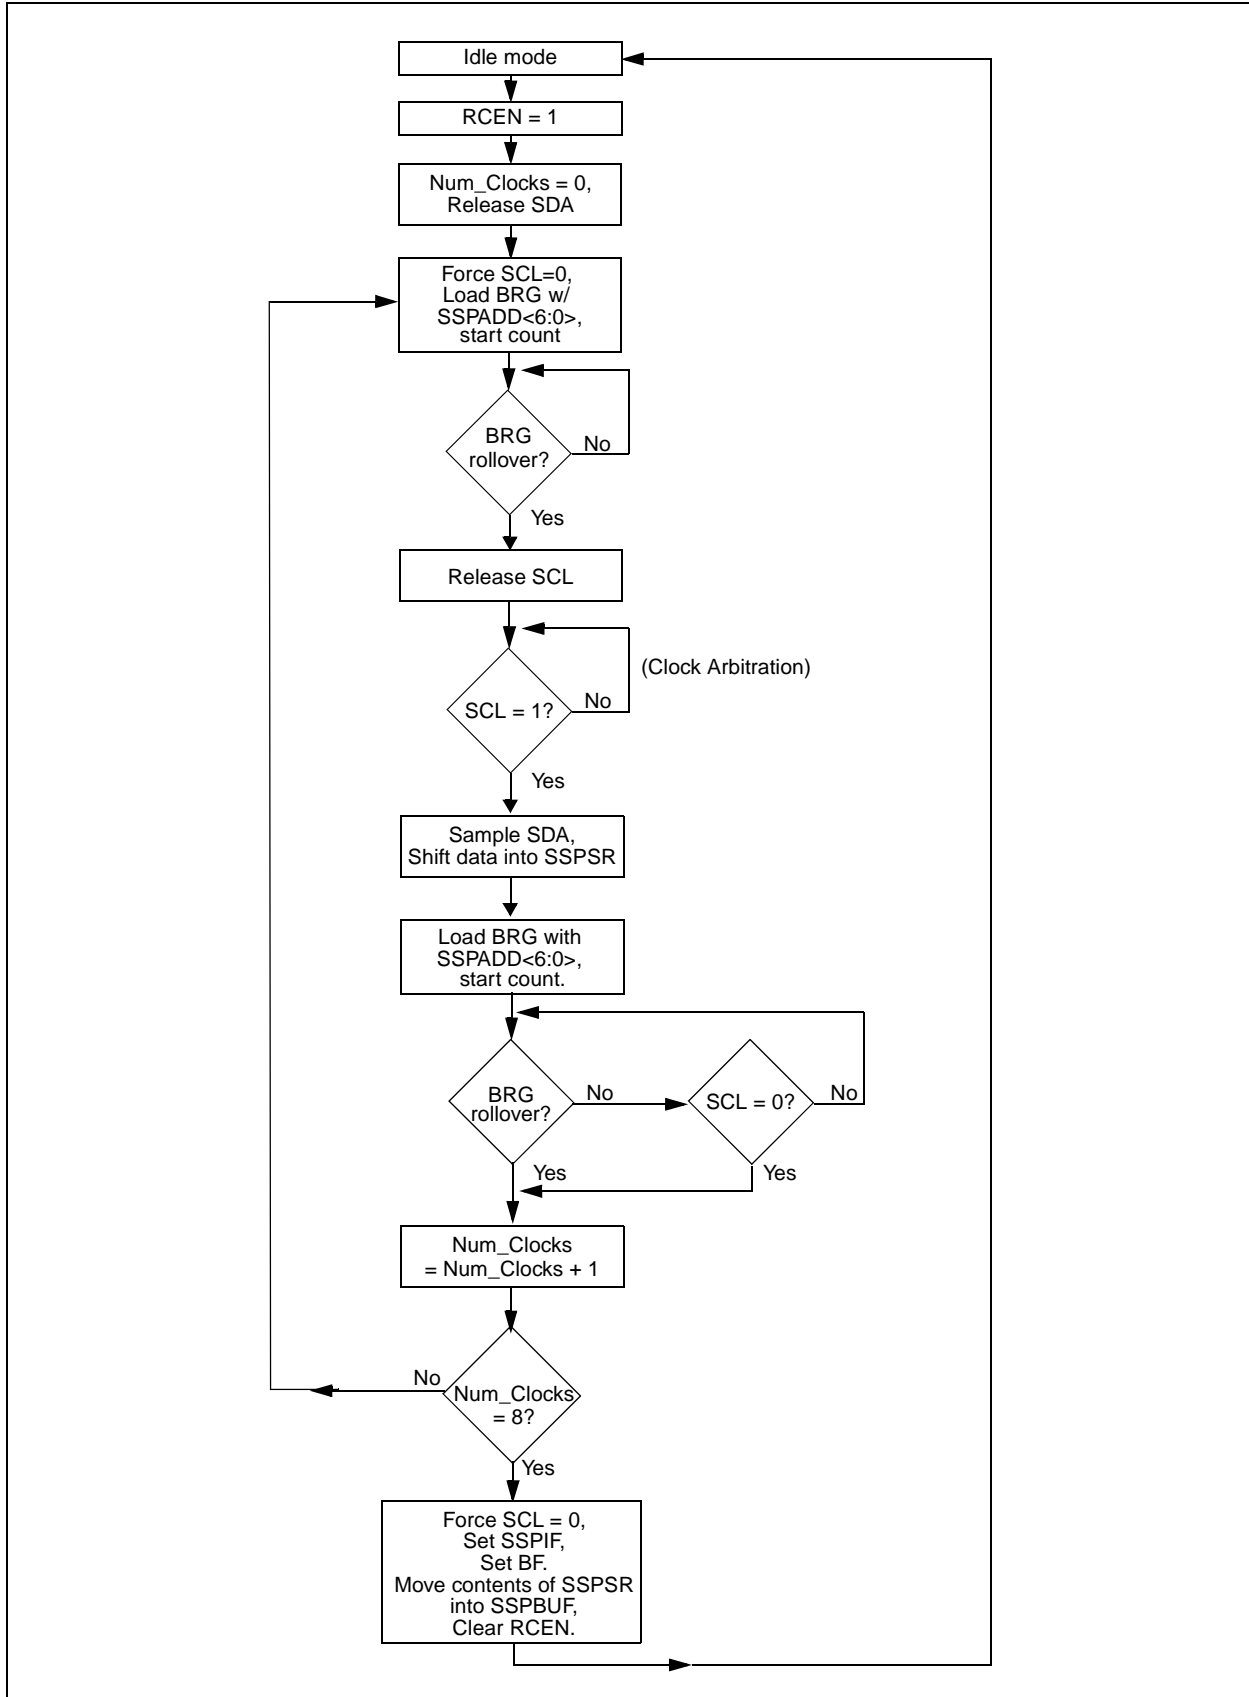 Idle mode
RCEN = 1
Num_Clocks = 0,
Release SDA
Force SCL=0,
Load BRG w/
SSPADD<6:0>,
start count
BRG
rollover?
No
Yes
Release SCL
(Clock Arbitration)
SCL = 1?
No
Yes
Sample SDA,
Shift data into SSPSR
Load BRG with
SSPADD<6:0>,
start count.
BRG
rollover?
No
SCL = 0?
No
Yes
Yes
Num_Clocks
= Num_Clocks + 1
No
Num_Clocks
= 8?
Yes
Force SCL = 0,
Set SSPIF,
Set BF.
Move contents of SSPSR
into SSPBUF,
Clear RCEN.